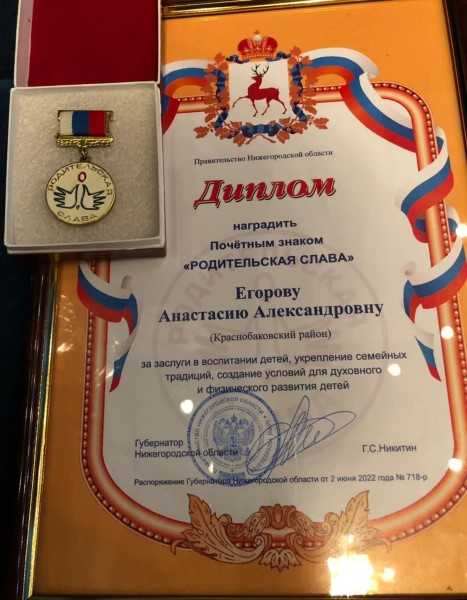 РОДИТЕЛЬСКАЯ
СЛАВА
Правительство Нижегородской области
Диплом
наградить
Почётным знаком
«РОДИТЕЛЬСКАЯ СЛАВА»
Егорову
Анастасию Александровну
(Краснобаковский район)
за заслуги в воспитании детей, укрепление семейных
традиций, создание условий для духовного
и физического развития детей
Губернатор
Нижегородской области
Г.С.Никитин
Распоряжение Губернатора Нижегородской области от 2 июня 2022 года № 718-р